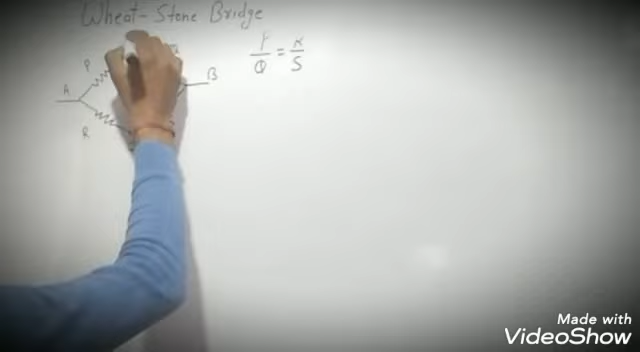 Wheat-Stone Bridge
P
A
B
R
P/Q = R/S
Made with
VideoShow